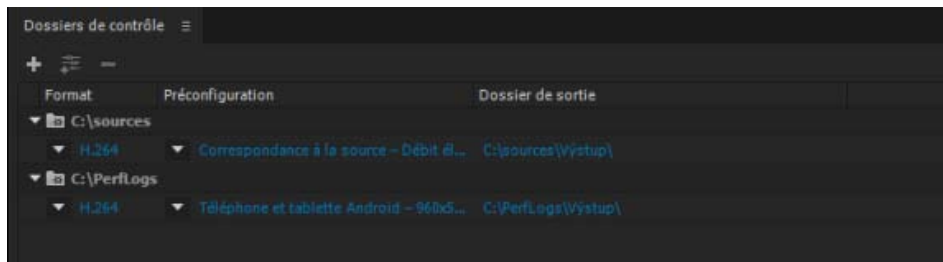 Dossiers de contrôle
Format Préconfiguration Dossier de sortie
C:\sources
H.264 Correspondance à la source – Débit él... C:\sources\Výstup\
C:\PerfLogs
H.264 Téléphone et tablette Android – 960x5... C:\PerfLogs\Výstup\